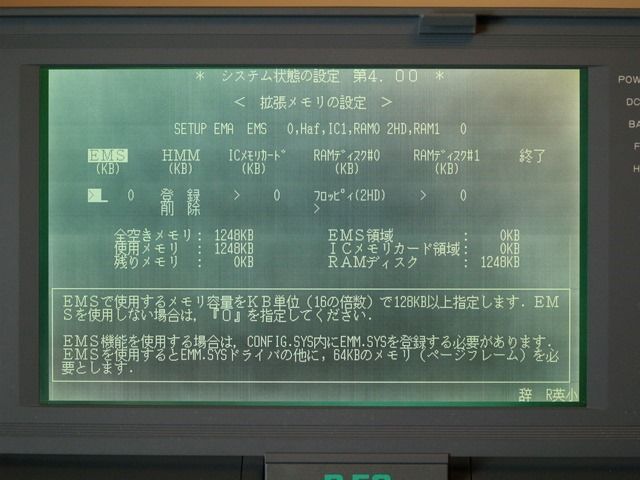 ＊ システム状態の設定 第4．00 ＊
＜ 拡張メモリの設定 ＞
SETUP EMA EMS 0,Haf,IC1,RAM0 2HD,RAM1 0
EMS HMM ICﾒﾓﾘｶｰﾄﾞ RAMﾃﾞｨｽｸ#0 RAMﾃﾞｨｽｸ#1 終了
(KB) (KB) (KB) (KB) (KB)
> 0 登録 > 0 ﾌﾛｯﾋﾟｨ(2HD) > 0
削除 >
全空きメモリ： 1248KB ＥＭＳ領域 ： 0KB
使用メモリ ： 1248KB ＩＣメモリカード領域： 0KB
残りメモリ ： 0KB ＲＡＭディスク ： 1248KB
ＥＭＳで使用するメモリ容量をＫＢ単位（16の倍数）で128KB以上指定します．ＥＭ
Ｓを使用しない場合は，『０』を指定してください．
ＥＭＳ機能を使用する場合は，CONFIG.SYS内にEMM.SYSを登録する必要があります．
ＥＭＳを使用するとEMM.SYSドライバの他に，64KBのメモリ（ページフレーム）を必
要とします．
辞 R英小
POW
DC
BA
F
H